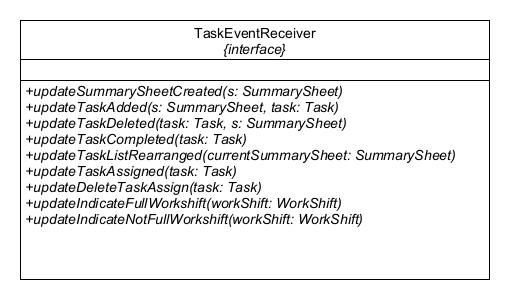 TaskEventReceiver
{interface}
+updateSummarySheetCreated(s: SummarySheet)
+updateTaskAdded(s: SummarySheet, task: Task)
+updateTaskDeleted(task: Task, s: SummarySheet)
+updateTaskCompleted(task: Task)
+updateTaskListRearranged(currentSummarySheet: SummarySheet)
+updateTaskAssigned(task: Task)
+updateDeleteTaskAssign(task: Task)
+updateIndicateFullWorkshift(workShift: WorkShift)
+updateIndicateNotFullWorkshift(workShift: WorkShift)